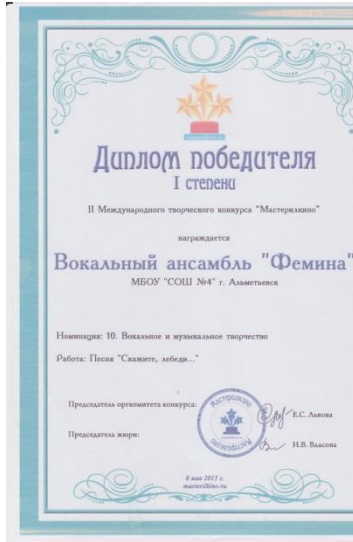 Диплом победителя
I степени
II Международного творческого конкурса "Мастерилкино"
награждается
Вокальный ансамбль "Фемина"
МБОУ "СОШ №4" г. Альметьевск
Номинация: 10. Вокальное и музыкальное творчество
Работа: Песня "Скажите, лебеди..."
Председатель оргкомитета конкурса:
Е.С. Львова
Председатель жюри:
Н.В. Власова
8 мая 2015 г.
masterilkino.ru